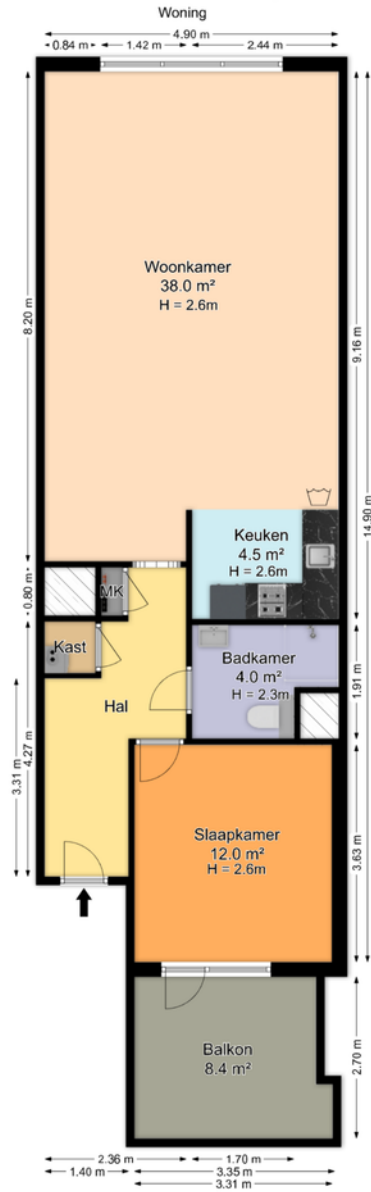 Woning
4.90 m
0.84 m
1.42 m
2.44 m
Woonkamer
38.0 m²
H = 2.6m
8.20 m
9.16 m
14.90 m
Keuken
4.5 m²
H = 2.6m
0.80 m
MK
Kast
Badkamer
4.0 m²
H = 2.3m
1.91 m
Hal
3.31 m
4.27 m
Slaapkamer
12.0 m²
H = 2.6m
3.63 m
Balkon
8.4 m²
2.70 m
2.36 m
1.70 m
1.40 m
3.35 m
3.31 m